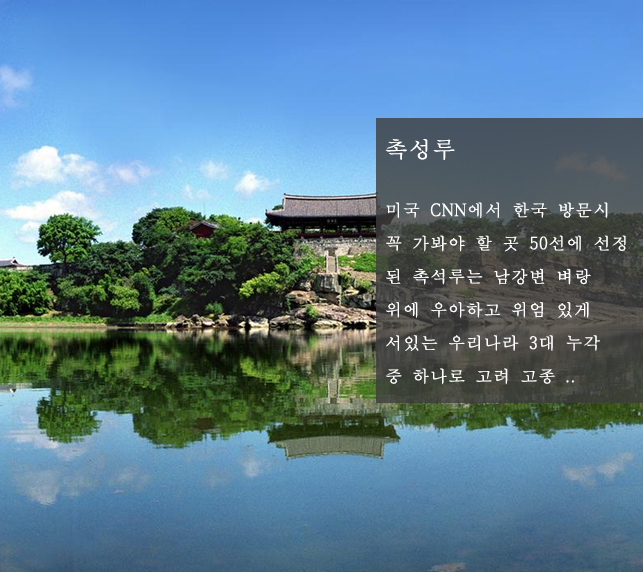 촉성루
미국 CNN에서 한국 방문시
꼭 가봐야 할 곳 50선에 선정
된 촉석루는 남강변 벼랑
위에 우아하고 위엄 있게
서있는 우리나라 3대 누각
중 하나로 고려 고종 ..